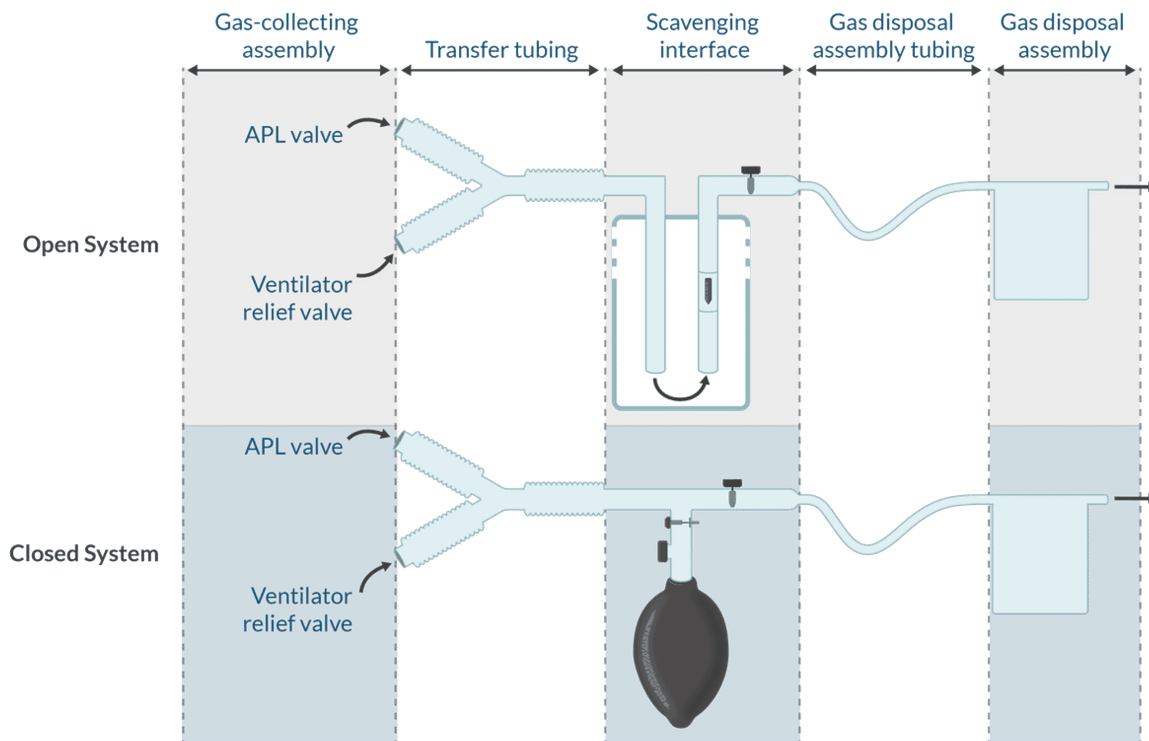 Gas-collecting
assembly
Transfer tubing
Scavenging
interface
Gas disposal
assembly tubing
Gas disposal
assembly
Open System
APL valve
Ventilator
relief valve
Closed System
APL valve
Ventilator
relief valve